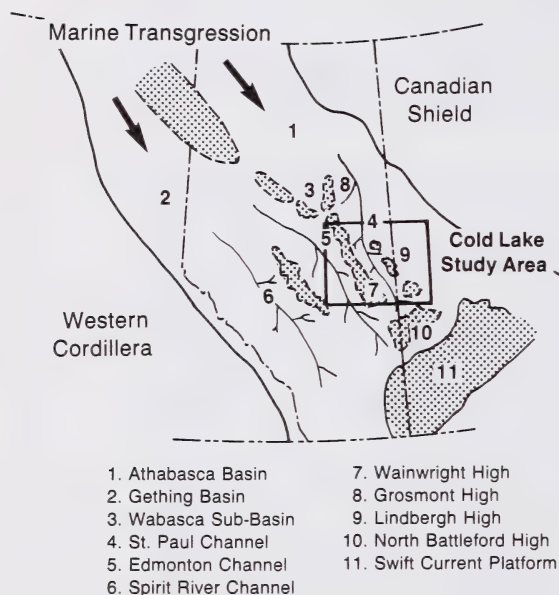 Marine Transgression
Canadian
Shield
1
2
3
8
4
5
9
Cold Lake
Study Area
6
7
Western
Cordillera
10
11
1. Athabasca Basin
2. Gething Basin
3. Wabasca Sub-Basin
4. St. Paul Channel
5. Edmonton Channel
6. Spirit River Channel
7. Wainwright High
8. Grosmont High
9. Lindbergh High
10. North Battleford High
11. Swift Current Platform